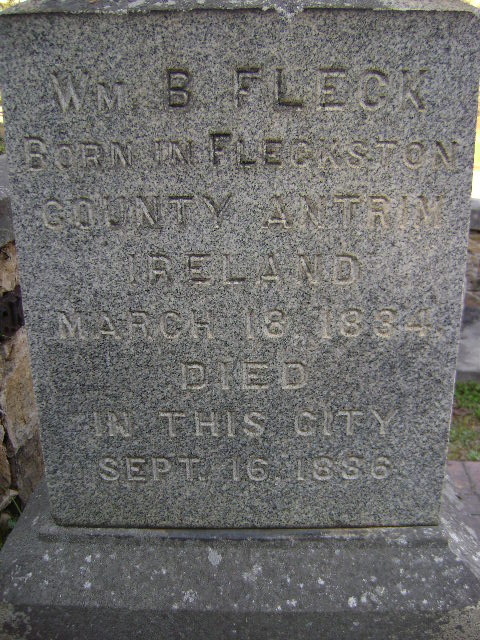 WM. B FLECK
BORN IN FLECKSTON
COUNTY ANTRIM
IRELAND
MARCH 18, 1834.
DIED
IN THIS CITY
SEPT. 16, 1886.